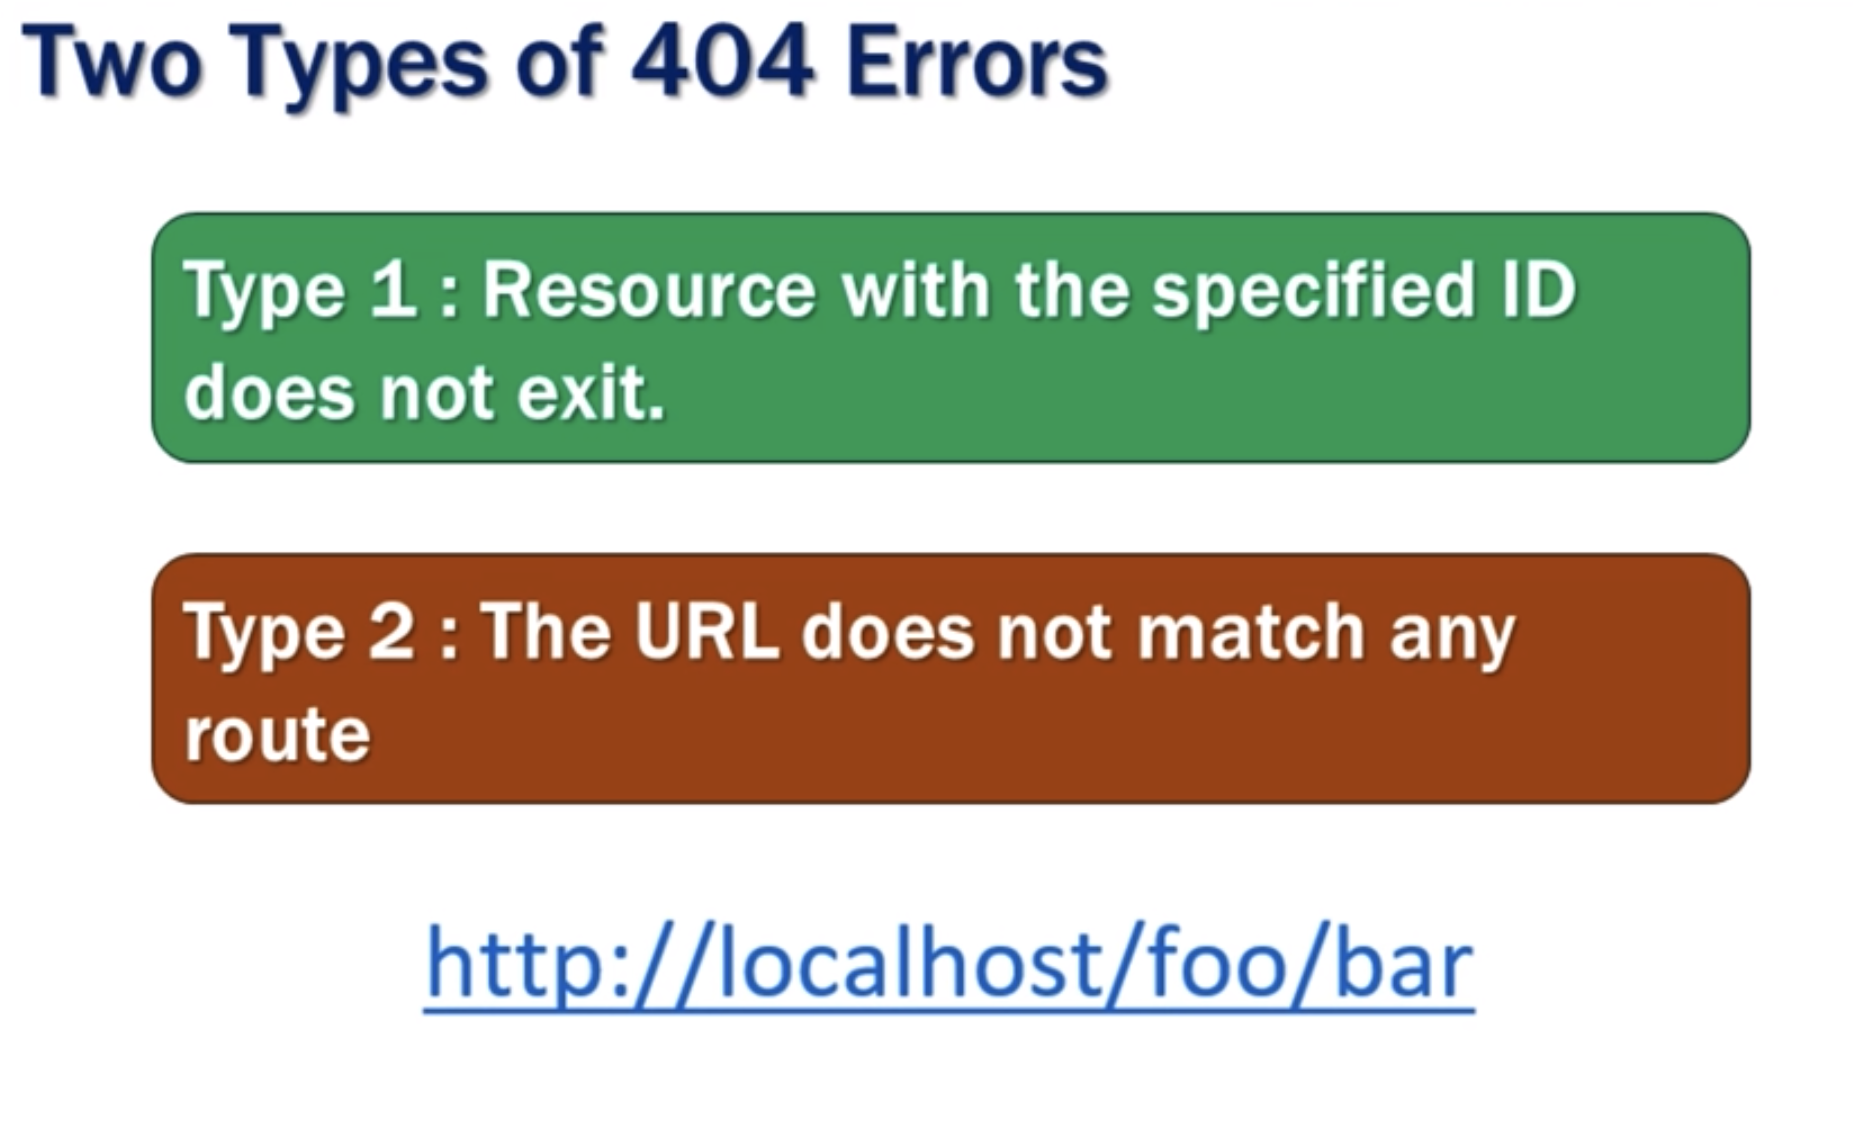 Two Types of 404 Errors
Type 1 : Resource with the specified ID
does not exit.
Type 2 : The URL does not match any
route
http://localhost/foo/bar